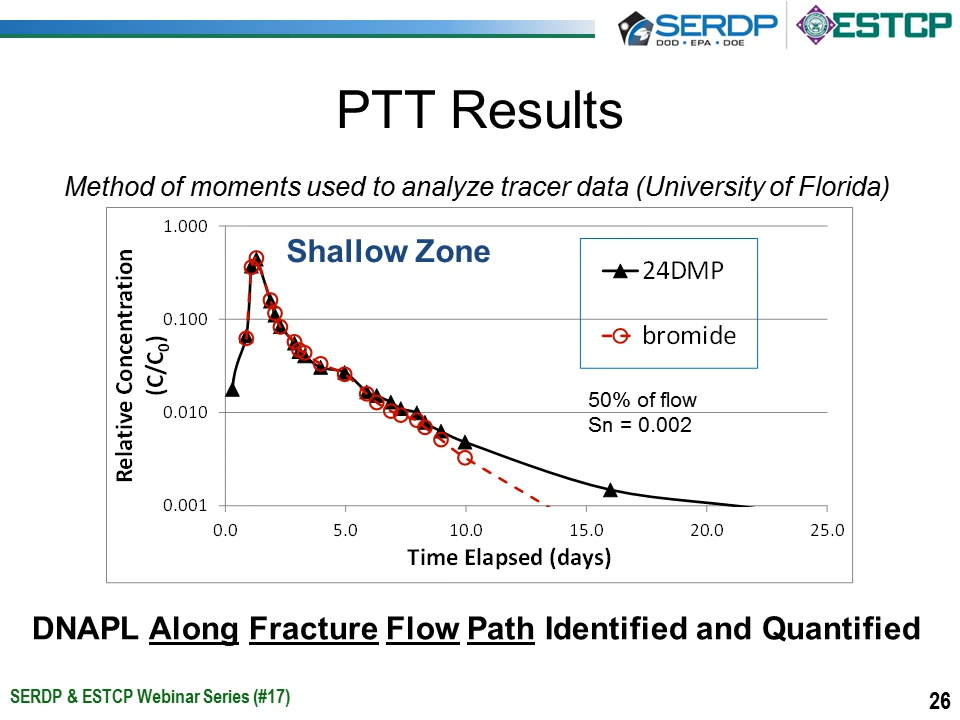 SERDP
DOD • EPA • DOE
ESTCP
PTT Results
Method of moments used to analyze tracer data (University of Florida)
Shallow Zone
Relative Concentration
(C/C0)
1.000
0.100
0.010
0.001
24DMP
bromide
50% of flow
Sn = 0.002
0.0 5.0 10.0 15.0 20.0 25.0
Time Elapsed (days)
DNAPL Along Fracture Flow Path Identified and Quantified
SERDP & ESTCP Webinar Series (#17)
26